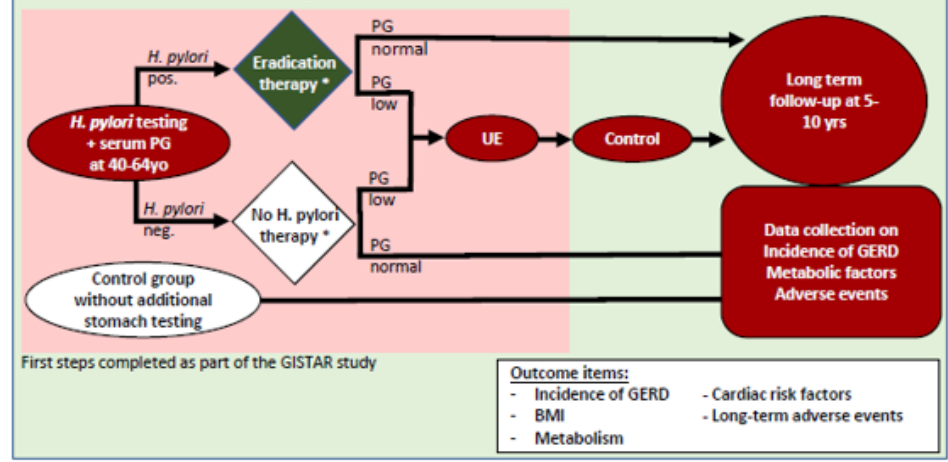 H. pylori
pos.
Eradication
therapy *
PG
normal
PG
low
H. pylori testing
+ serum PG
at 40-64yo
UE
Control
Long term
follow-up at 5-
10 yrs
H. pylori
neg.
No H. pylori
therapy *
PG
low
PG
normal
Data collection on
Incidence of GERD
Metabolic factors
Adverse events
Control group
without additional
stomach testing
First steps completed as part of the GISTAR study
Outcome items:
- Incidence of GERD - Cardiac risk factors
- BMI - Long-term adverse events
- Metabolism